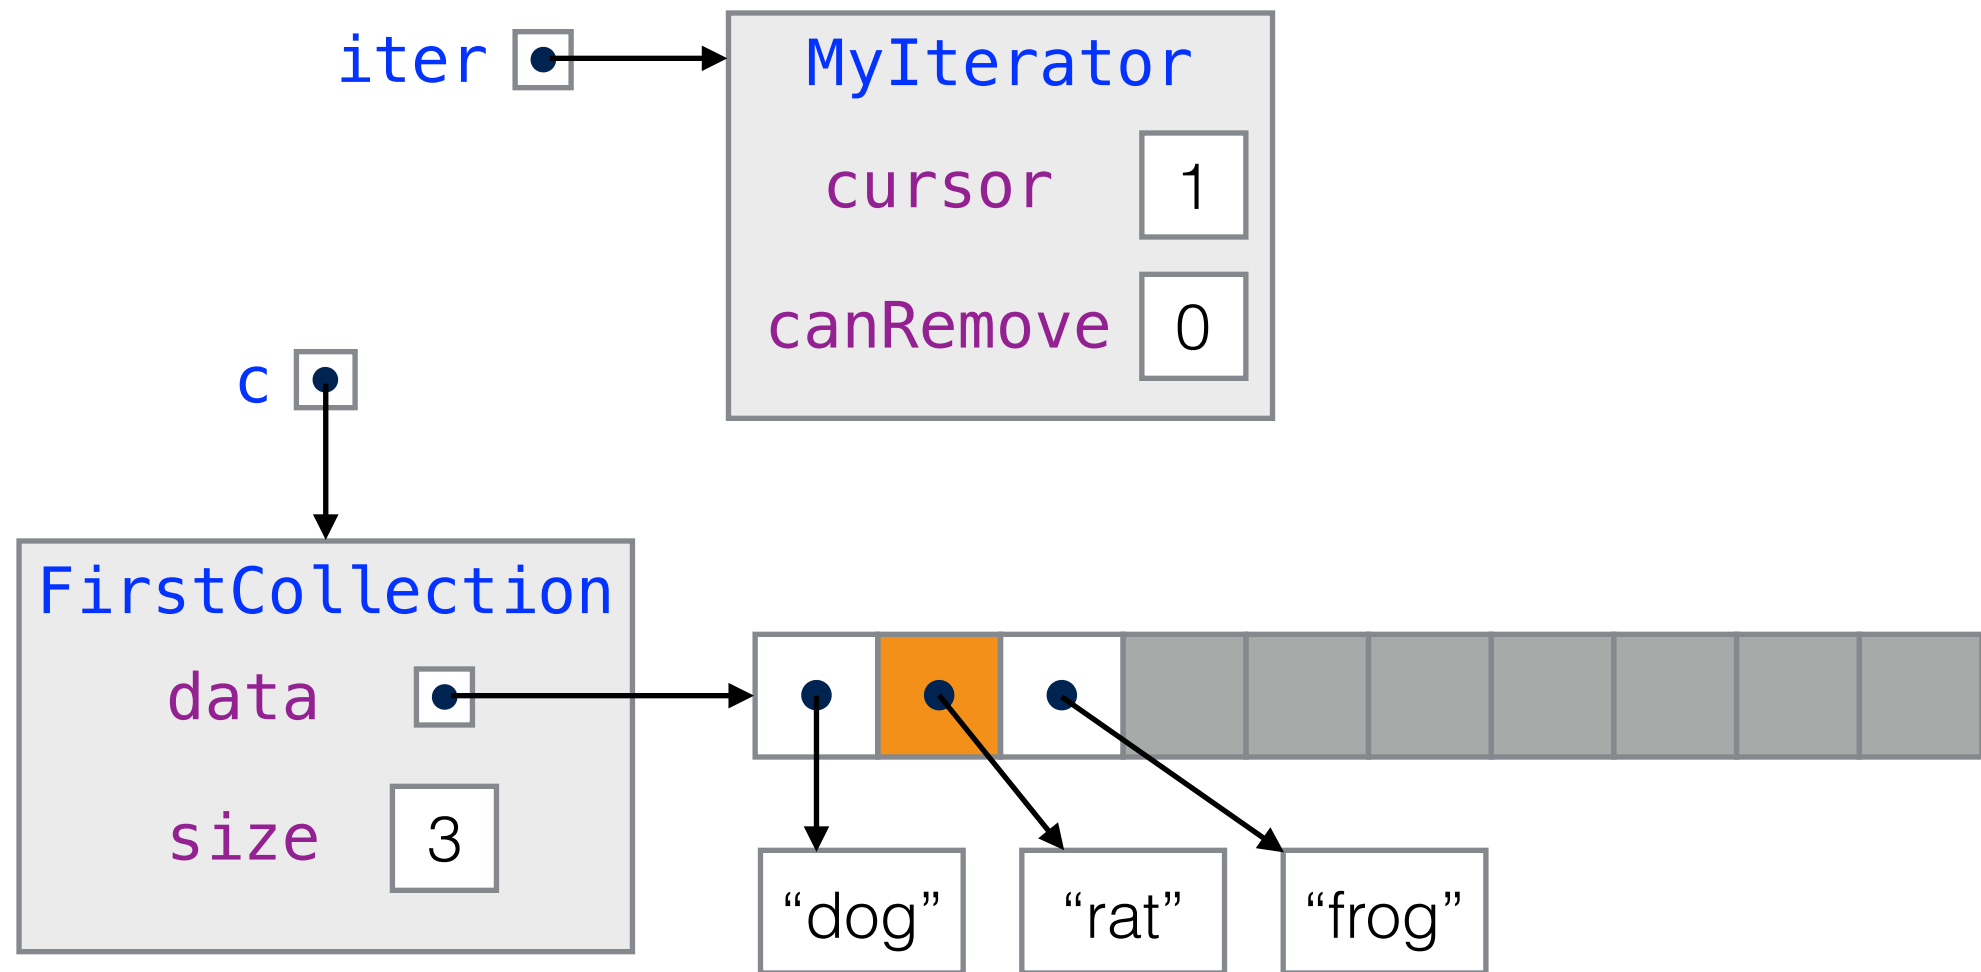 iter
MyIterator
cursor 1
canRemove 0
c
FirstCollection
data
size 3
“dog” “rat” “frog”